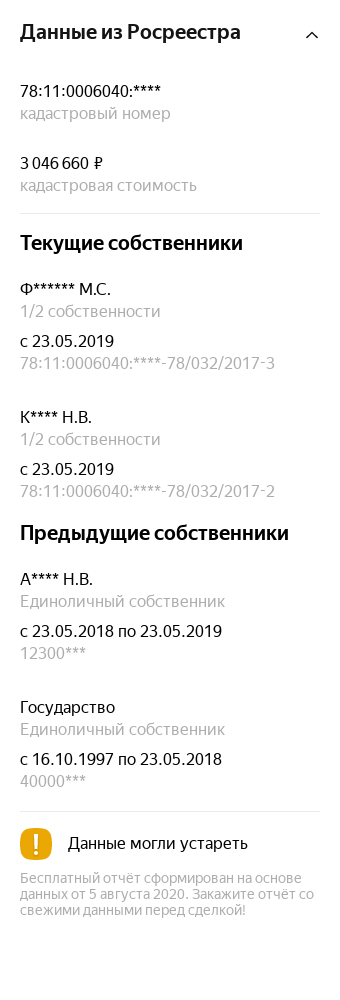 Данные из Росреестра
78:11:0006040:****
кадастровый номер
3 046 660 ₽
кадастровая стоимость
Текущие собственники
Ф****** М.С.
1/2 собственности
с 23.05.2019
78:11:0006040:****-78/032/2017-3
К**** Н.В.
1/2 собственности
с 23.05.2019
78:11:0006040:****-78/032/2017-2
Предыдущие собственники
А**** Н.В.
Единоличный собственник
с 23.05.2018 по 23.05.2019
12300***
Государство
Единоличный собственник
с 16.10.1997 по 23.05.2018
40000***
Данные могли устареть
Бесплатный отчёт сформирован на основе
данных от 5 августа 2020. Закажите отчёт со
свежими данными перед сделкой!